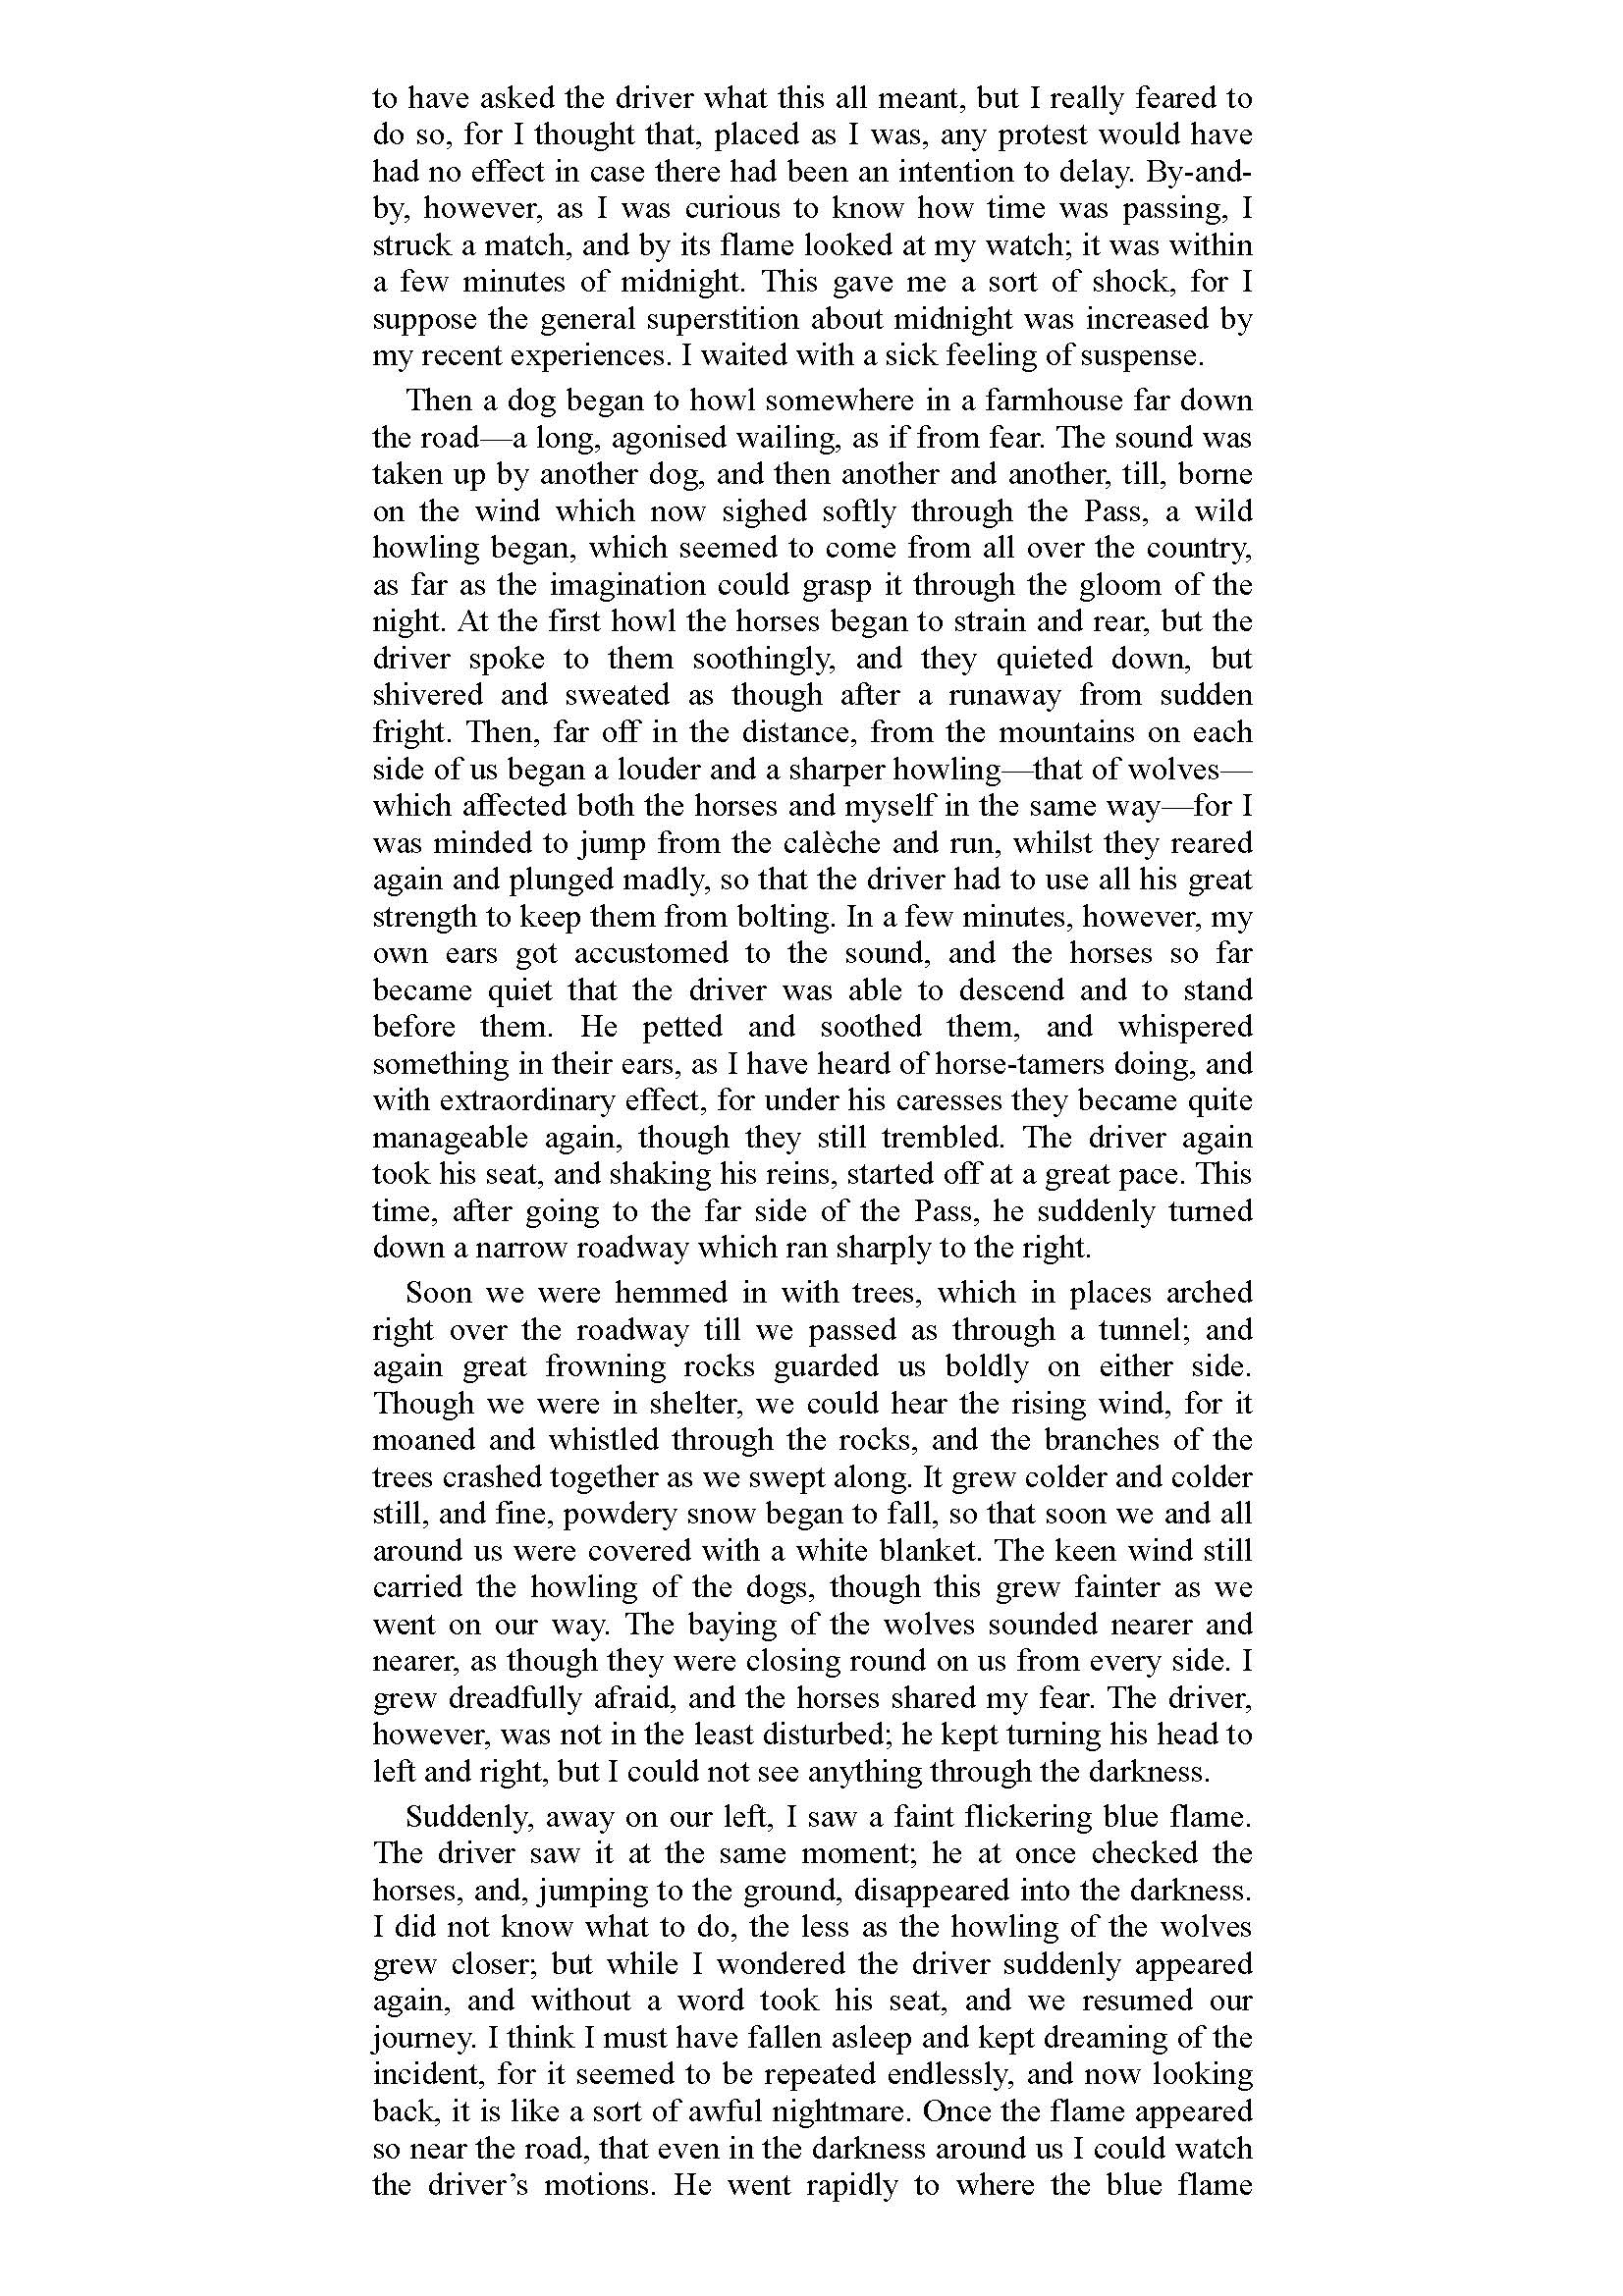 to have asked the driver what this all meant, but I really feared to
do so, for I thought that, placed as I was, any protest would have
had no effect in case there had been an intention to delay. By-and-
by, however, as I was curious to know how time was passing, I
struck a match, and by its flame looked at my watch; it was within
a few minutes of midnight. This gave me a sort of shock, for I
suppose the general superstition about midnight was increased by
my recent experiences. I waited with a sick feeling of suspense.
Then a dog began to howl somewhere in a farmhouse far down
the road—a long, agonised wailing, as if from fear. The sound was
taken up by another dog, and then another and another, till, borne
on the wind which now sighed softly through the Pass, a wild
howling began, which seemed to come from all over the country,
as far as the imagination could grasp it through the gloom of the
night. At the first howl the horses began to strain and rear, but the
driver spoke to them soothingly, and they quieted down, but
shivered and sweated as though after a runaway from sudden
fright. Then, far off in the distance, from the mountains on each
side of us began a louder and a sharper howling—that of wolves—
which affected both the horses and myself in the same way—for I
was minded to jump from the calèche and run, whilst they reared
again and plunged madly, so that the driver had to use all his great
strength to keep them from bolting. In a few minutes, however, my
own ears got accustomed to the sound, and the horses so far
became quiet that the driver was able to descend and to stand
before them. He petted and soothed them, and whispered
something in their ears, as I have heard of horse-tamers doing, and
with extraordinary effect, for under his caresses they became quite
manageable again, though they still trembled. The driver again
took his seat, and shaking his reins, started off at a great pace. This
time, after going to the far side of the Pass, he suddenly turned
down a narrow roadway which ran sharply to the right.
Soon we were hemmed in with trees, which in places arched
right over the roadway till we passed as through a tunnel; and
again great frowning rocks guarded us boldly on either side.
Though we were in shelter, we could hear the rising wind, for it
moaned and whistled through the rocks, and the branches of the
trees crashed together as we swept along. It grew colder and colder
still, and fine, powdery snow began to fall, so that soon we and all
around us were covered with a white blanket. The keen wind still
carried the howling of the dogs, though this grew fainter as we
went on our way. The baying of the wolves sounded nearer and
nearer, as though they were closing round on us from every side. I
grew dreadfully afraid, and the horses shared my fear. The driver,
however, was not in the least disturbed; he kept turning his head to
left and right, but I could not see anything through the darkness.
Suddenly, away on our left, I saw a faint flickering blue flame.
The driver saw it at the same moment; he at once checked the
horses, and, jumping to the ground, disappeared into the darkness.
I did not know what to do, the less as the howling of the wolves
grew closer; but while I wondered the driver suddenly appeared
again, and without a word took his seat, and we resumed our
journey. I think I must have fallen asleep and kept dreaming of the
incident, for it seemed to be repeated endlessly, and now looking
back, it is like a sort of awful nightmare. Once the flame appeared
so near the road, that even in the darkness around us I could watch
the driver’s motions. He went rapidly to where the blue flame